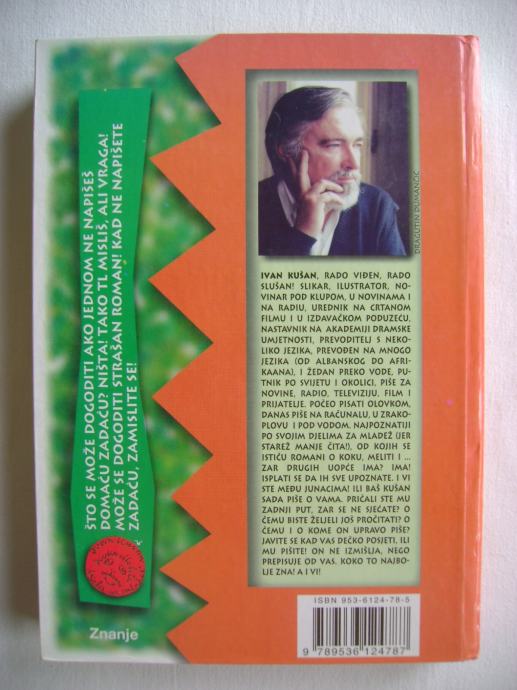 ŠTO SE MOŽE DOGODITI AKO JEDNOM NE NAPIŠEŠ
DOMAĆU ZADAĆU? NIŠTA! TAKO TI MISLIŠ, ALI VRAGA!
MOŽE SE DOGODITI STRAŠAN ROMAN! KAD NE NAPIŠETE
ZADAĆU, ZAMISLITE SE!
Znanje
DRAGUTIN DUMANČIĆ
IVAN KUŠAN, RADO VIĐEN, RADO
SLUŠAN! SLIKAR, ILUSTRATOR, NO-
VINAR POD KLUPOM, U NOVINAMA I
NA RADIU, UREDNIK NA CRTANOM
FILMU I U IZDAVAČKOM PODUZEĆU,
NASTAVNIK NA AKADEMIJI DRAMSKE
UMJETNOSTI, PREVODITELJ S NEKO-
LIKO JEZIKA, PREVOĐEN NA MNOGO
JEZIKA (OD ALBANSKOG DO AFRI-
KAANA), I ŽEDAN PREKO VODE, PU-
TNIK PO SVIJETU I OKOLICI, PIŠE ZA
NOVINE, RADIO, TELEVIZIJU, FILM I
PRIJATELJE. POČEO PISATI OLOVKOM,
DANAS PIŠE NA RAČUNALU, U ZRAKO-
PLOVU I POD VODOM. NAJPOZNATIJI
PO SVOJIM DJELIMA ZA MLADEŽ (JER
STAREŽ MANJE ČITA!), OD KOJIH SE
ISTIČU ROMANI O KOKU, MELITI I ...
ZAR DRUGIH UOPĆE IMA? IMA!
ISPLATI SE DA IH SVE UPOZNATE. I VI
STE MEĐU JUNACIMA! ILI BAŠ KUŠAN
SADA PIŠE O VAMA. PRIČALI STE MU
ZADNJI PUT, ZAR SE NE SJEĆATE? O
ČEMU BISTE ŽELJELI JOŠ PROČITATI? O
ČEMU I O KOME ON UPRAVO PIŠE?
JAVITE SE KAD VAS DEČKO POSJETI, ILI
MU PIŠITE! ON NE IZMIŠLJA, NEGO
PREPISUJE OD VAS. KOKO TO NAJBO-
LJE ZNA! A I VI!
ISBN 953-6124-78-5
9 789536 124787